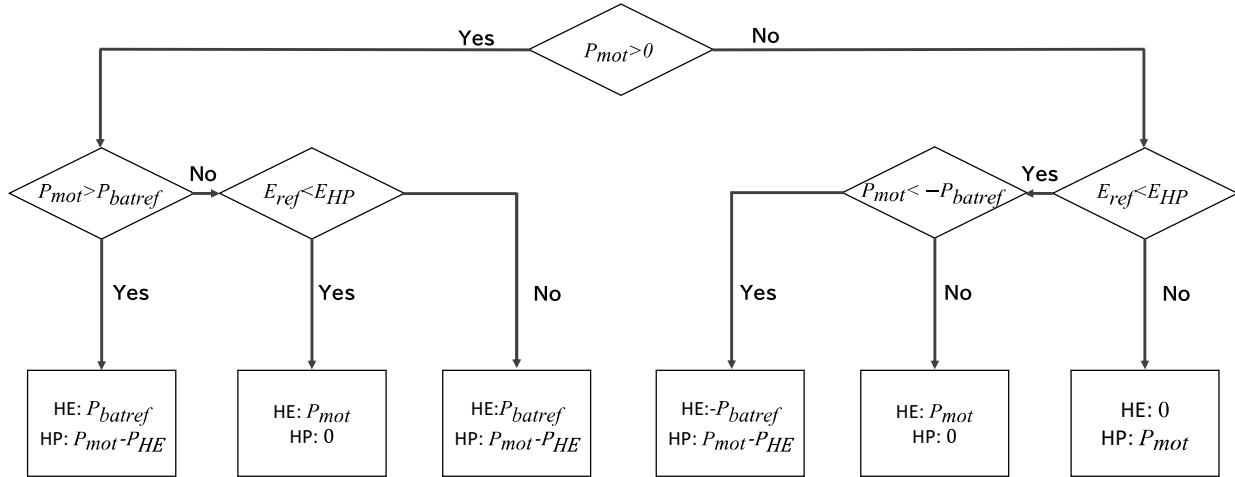 Yes
P_mot>0
No
P_mot>P_batref
No
E_ref<E_HP
P_mot< −P_batref
Yes
E_ref<E_HP
Yes
Yes
No
Yes
No
No
HE: P_batref
HP: P_mot-P_HE
HE: P_mot
HP: 0
HE:P_batref
HP: P_mot-P_HE
HE:-P_batref
HP: P_mot-P_HE
HE: P_mot
HP: 0
HE: 0
HP: P_mot